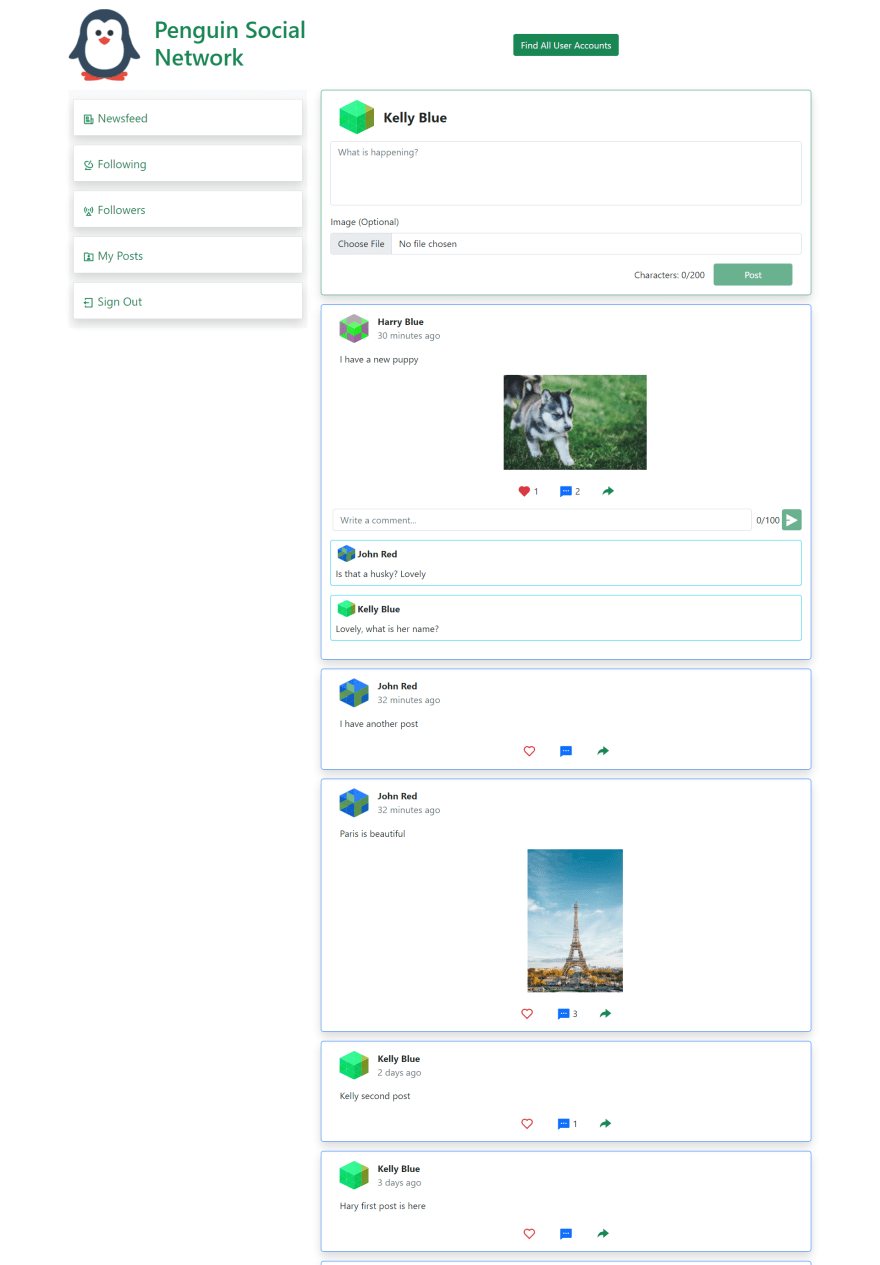 Penguin Social
Network
Find All User Accounts
Newsfeed
Following
Followers
My Posts
Sign Out
Kelly Blue
What is happening?
Image (Optional)
Choose File No file chosen
Characters: 0/200 Post
Harry Blue
30 minutes ago
I have a new puppy
1 2
Write a comment... 0/100
John Red
Is that a husky? Lovely
Kelly Blue
Lovely, what is her name?
John Red
32 minutes ago
I have another post
John Red
32 minutes ago
Paris is beautiful
3
Kelly Blue
2 days ago
Kelly second post
1
Kelly Blue
3 days ago
Hary first post is here